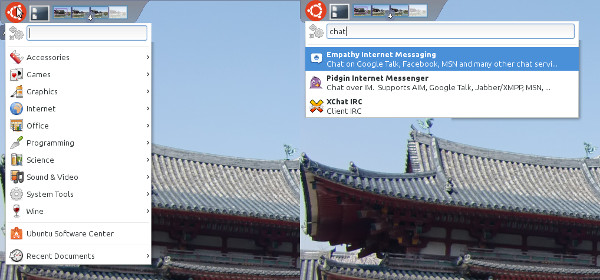 Accessories
Games
Graphics
Internet
Office
Programming
Science
Sound & Video
System Tools
Wine
Ubuntu Software Center
Recent Documents
chat
Empathy Internet Messaging
Chat on Google Talk, Facebook, MSN and many other chat servi...
Pidgin Internet Messenger
Chat over IM. Supports AIM, Google Talk, Jabber/XMPP, MSN, ...
XChat IRC
Client IRC